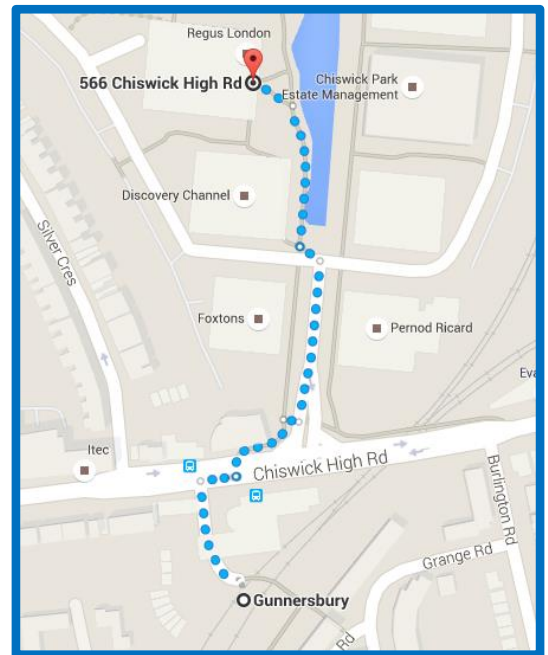 Regus London
566 Chiswick High Rd
Chiswick Park
Estate Management
Discovery Channel
Silver Cres
Foxtons
Pernod Ricard
Eva
Itec
Chiswick High Rd
Burlington Rd
Grange Rd
Gunnersbury
Rd